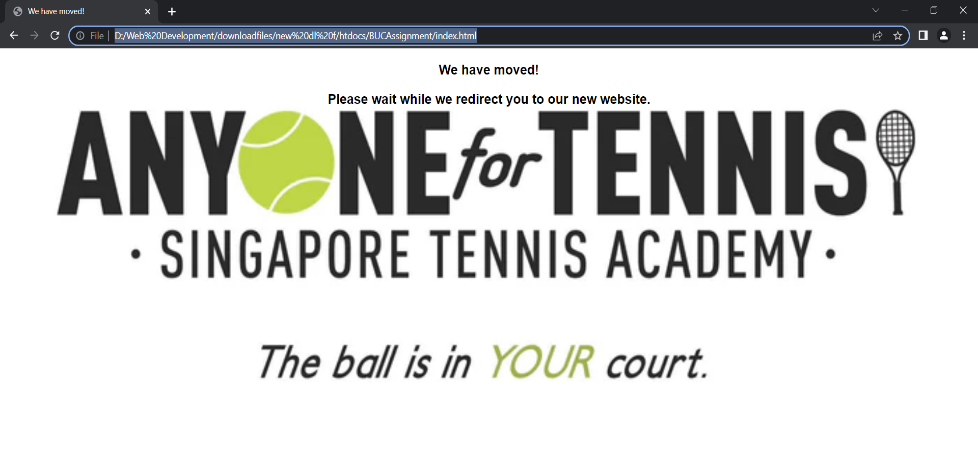 We have moved!
File D:/Web%20Development/downloadfiles/new%20dl%20f/htdocs/BUCAssignment/index.html
We have moved!
Please wait while we redirect you to our new website.
ANYONE for TENNIS
· SINGAPORE TENNIS ACADEMY ·
The ball is in YOUR court.